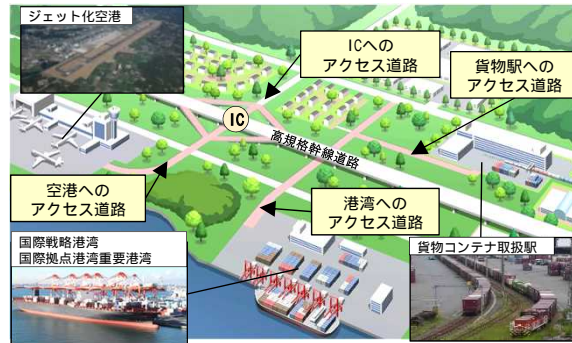 ジェット化空港
ICへの
アクセス道路
貨物駅への
アクセス道路
IC
高規格幹線道路
空港への
アクセス道路
港湾への
アクセス道路
国際戦略港湾
国際拠点港湾重要港湾
貨物コンテナ取扱駅